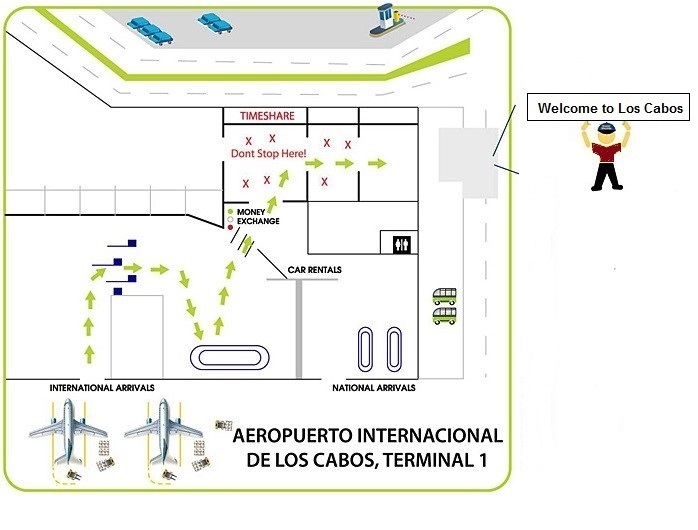 Welcome to Los Cabos
TIMESHARE
Dont Stop Here!
X X X X
X X X
MONEY
EXCHANGE
CAR RENTALS
INTERNATIONAL ARRIVALS
NATIONAL ARRIVALS
AEROPUERTO INTERNACIONAL
DE LOS CABOS, TERMINAL 1